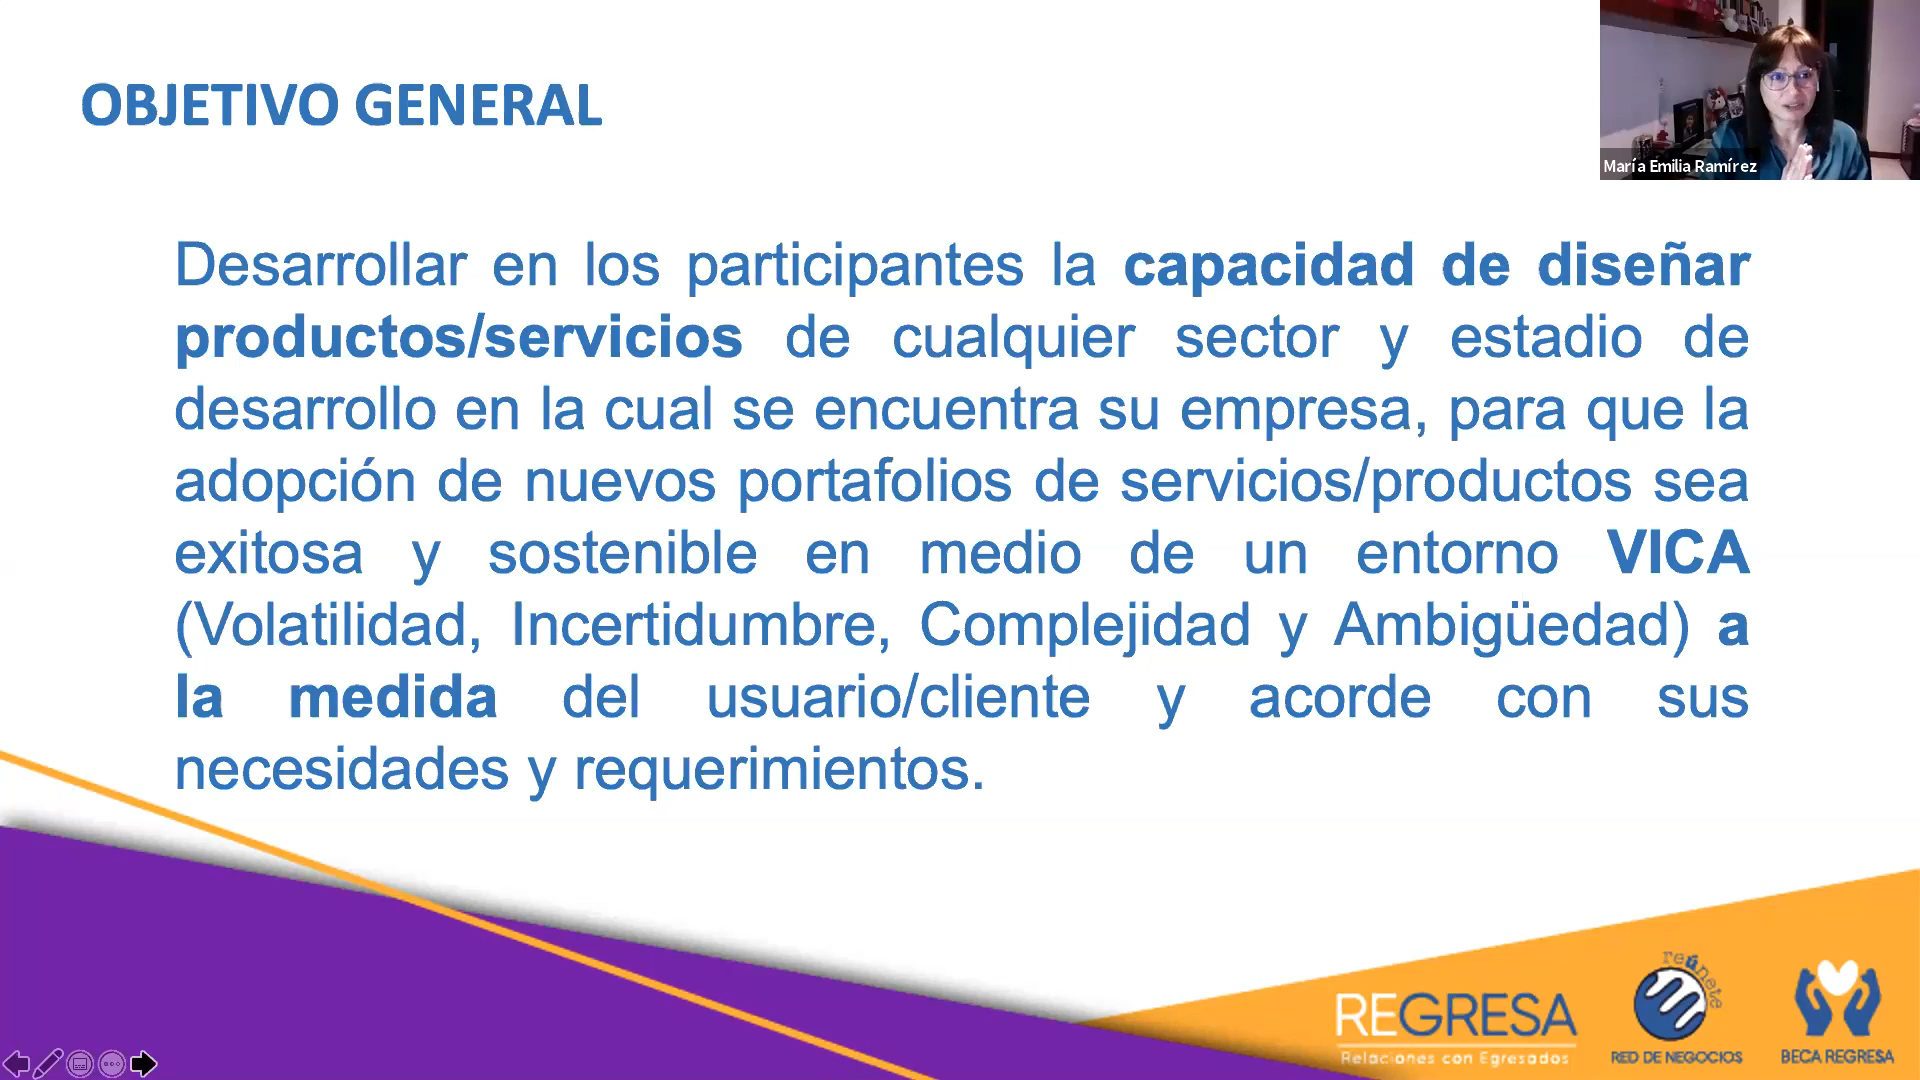 OBJETIVO GENERAL
María Emilia Ramírez
Desarrollar en los participantes la capacidad de diseñar
productos/servicios de cualquier sector y estadio de
desarrollo en la cual se encuentra su empresa, para que la
adopción de nuevos portafolios de servicios/productos sea
exitosa y sostenible en medio de un entorno VICA
(Volatilidad, Incertidumbre, Complejidad y Ambigüedad) a
la medida del usuario/cliente y acorde con sus
necesidades y requerimientos.
REGRESA
Relaciones con Egresados
reúnete
RED DE NEGOCIOS
BECA REGRESA